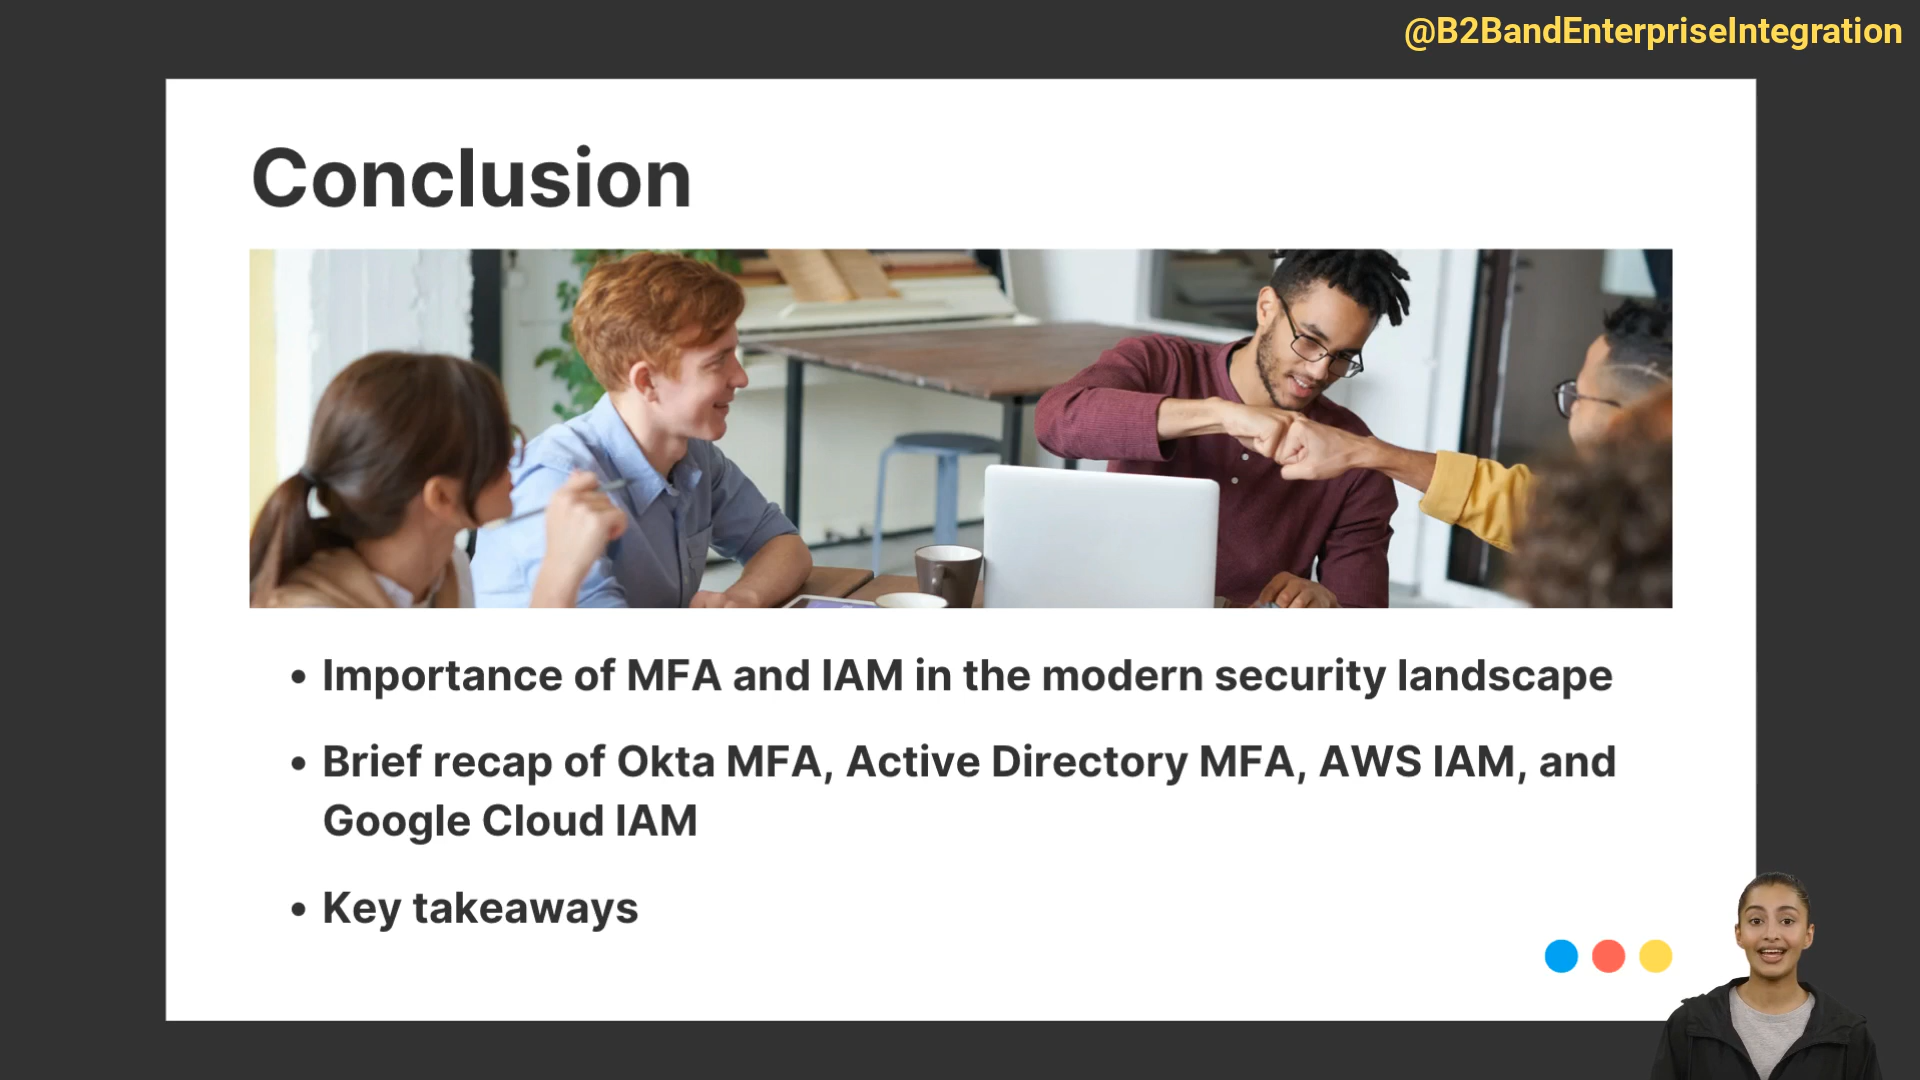 @B2BandEnterpriseIntegration
Conclusion
• Importance of MFA and IAM in the modern security landscape
• Brief recap of Okta MFA, Active Directory MFA, AWS IAM, and
Google Cloud IAM
• Key takeaways